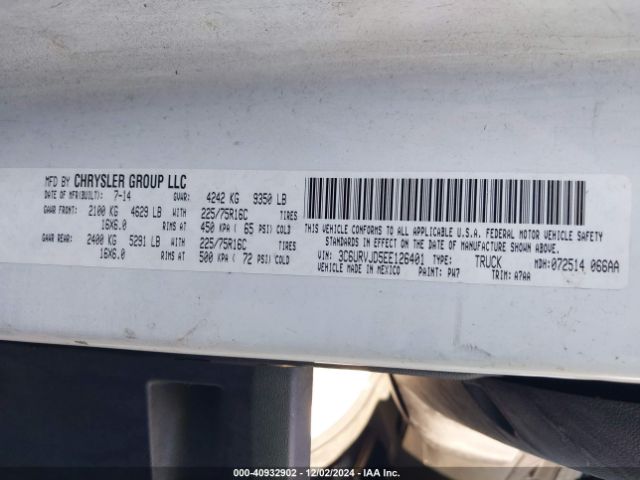 MFD BY CHRYSLER GROUP LLC
DATE OF MFR(BUILT): 7-14 GVWR: 4242 KG 9350 LB
GAWR FRONT: 2100 KG 4629 LB WITH 225/75R16C TIRES
16X6.0 RIMS AT 450 KPA ( 65 PSI) COLD
GAWR REAR: 2400 KG 5291 LB WITH 225/75R16C TIRES
16X6.0 RIMS AT 500 KPA ( 72 PSI) COLD
THIS VEHICLE CONFORMS TO ALL APPLICABLE U.S.A. FEDERAL MOTOR VEHICLE SAFETY
STANDARDS IN EFFECT ON THE DATE OF MANUFACTURE SHOWN ABOVE.
VIN: 3C6URVJD5EE126401 TYPE: TRUCK MDH: 072514 066AA
VEHICLE MADE IN MEXICO PAINT: PW7 TRIM: A7AA
000-40932902 - 12/02/2024 - IAA Inc.